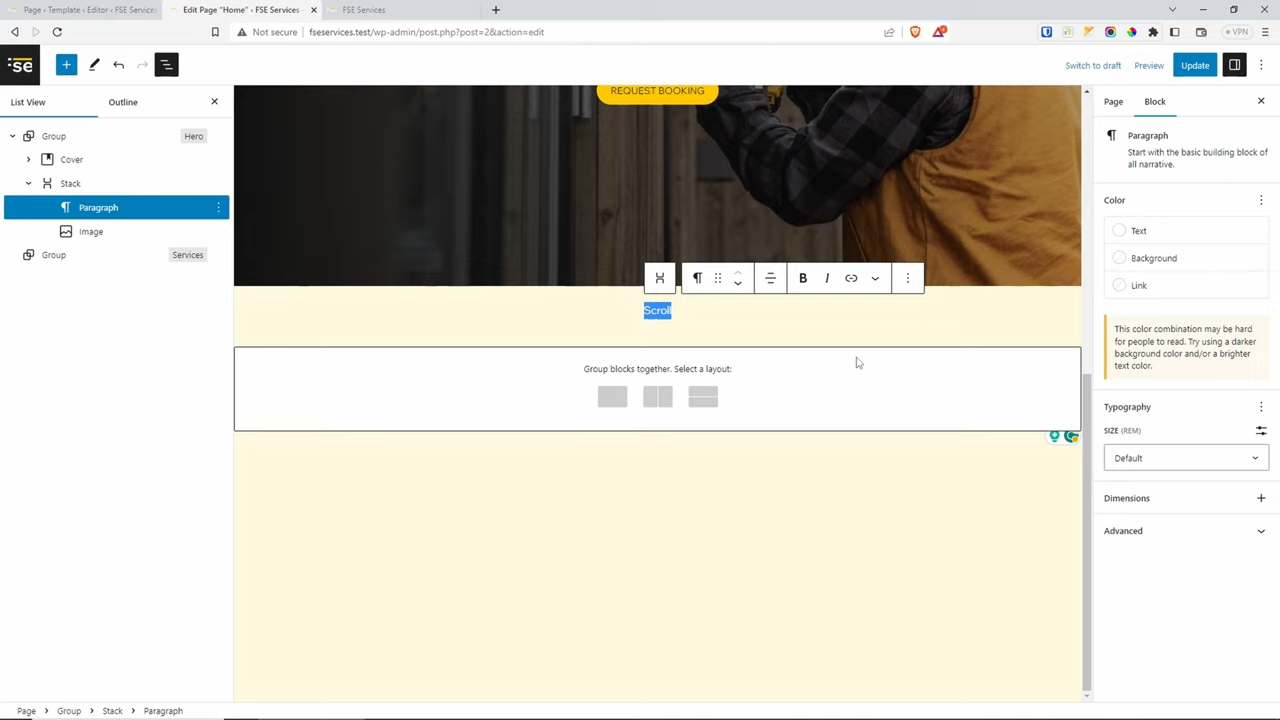 Page ‹ Template ‹ Editor ‹ FSE Services
Edit Page “Home” ‹ FSE Services
FSE Services
Not secure
fseservices.test/wp-admin/post.php?post=2&action=edit
VPN
Switch to draft
Preview
Update
List View
Outline
Group
Hero
Cover
Stack
Paragraph
Image
Group
Services
REQUEST BOOKING
B
I
Scroll
Group blocks together. Select a layout:
Page
Block
Paragraph
Start with the basic building block of
all narrative.
Color
Text
Background
Link
This color combination may be hard
for people to read. Try using a darker
background color and/or a brighter
text color.
Typography
SIZE (REM)
Default
Dimensions
Advanced
Page
Group
Stack
Paragraph